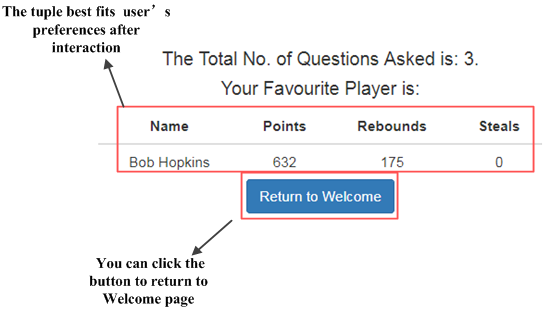 The tuple best fits user’s
preferences after
interaction
The Total No. of Questions Asked is: 3.
Your Favourite Player is:
Name Points Rebounds Steals
Bob Hopkins 632 175 0
Return to Welcome
You can click the
button to return to
Welcome page